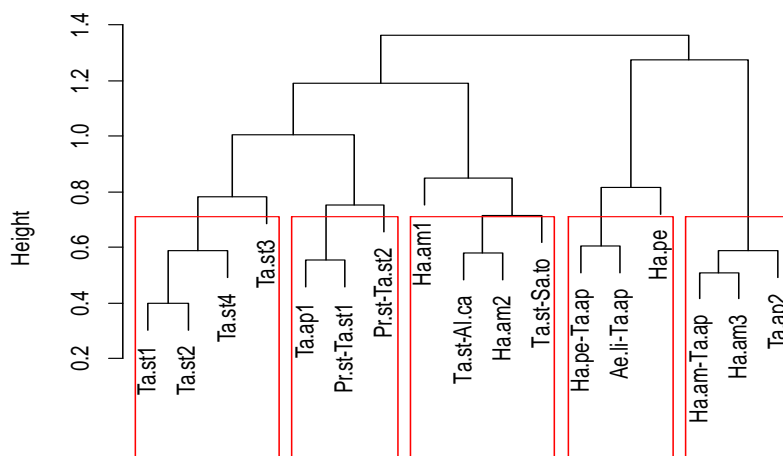 1.4
1.2
1.0
0.8
0.6
0.4
0.2
Height
Ta.st1
Ta.st2
Ta.st4
Ta.st3
Ta.ap1
Pr.st-Ta.st1
Pr.st-Ta.st2
Ha.am1
Ta.st-Al.ca
Ha.am2
Ta.st-Sa.to
Ha.pe-Ta.ap
Ae.li-Ta.ap
Ha.pe
Ha.am-Ta.ap
Ha.am3
Ta.ap2